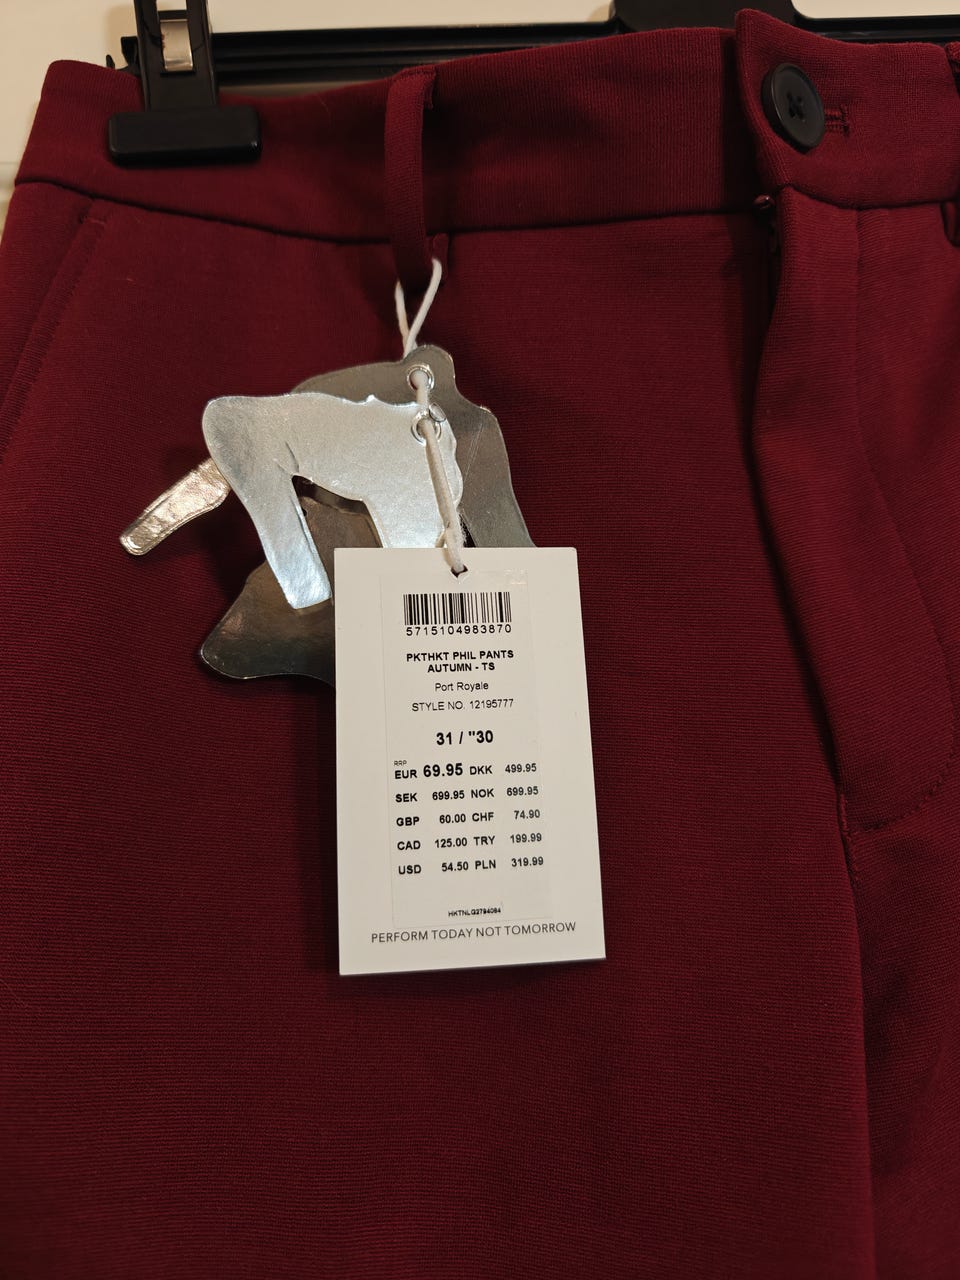 5715104983870
PKTHKT PHIL PANTS
AUTUMN - TS
Port Royale
STYLE NO. 12195777
31 / "30
RRP
EUR 69.95 DKK 499.95
SEK 699.95 NOK 699.95
GBP 60.00 CHF 74.90
CAD 125.00 TRY 199.99
USD 54.50 PLN 319.99
HKTNLG3794084
PERFORM TODAY NOT TOMORROW